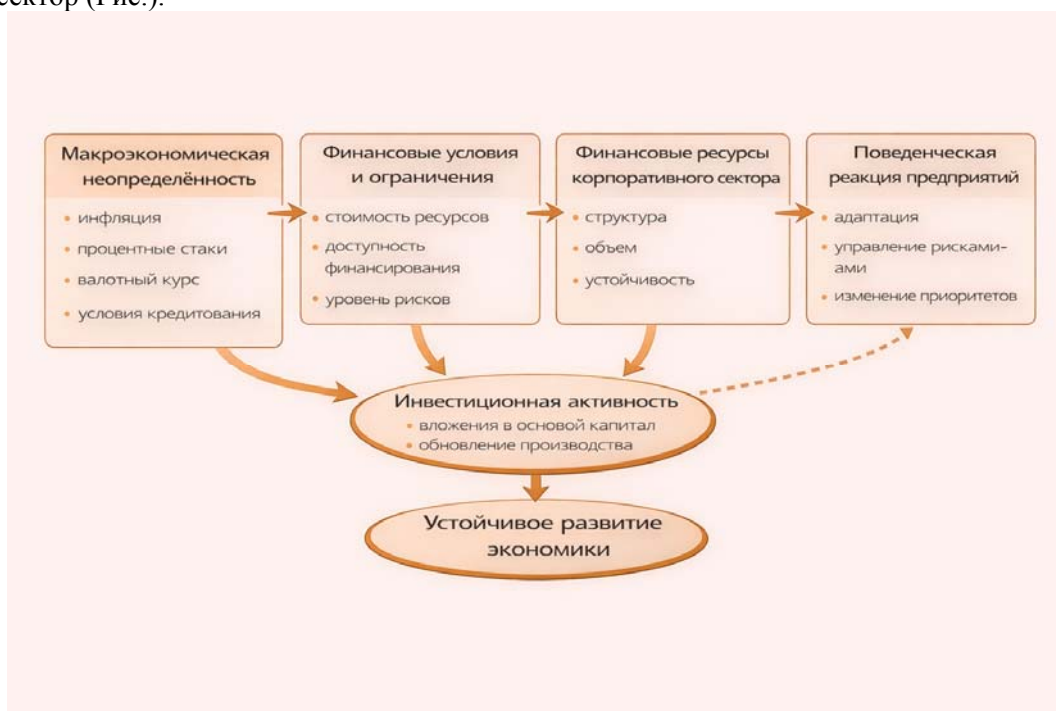 сектор (Рис.).
Макроэкономическая
неопределённость
• инфляция
• процентные стаки
• валотный курс
• условия кредитования
Финансовые условия
и ограничения
• стоимость ресурсов
• доступность
финансирования
• уровень рисков
Финансовые ресурсы
корпоративного сектора
• структура
• объем
• устойчивость
Поведенческая
реакция предприятий
• адаптация
• управление рисками-
ами
• изменение приоритетов
Инвестиционная активность
• вложения в основой капитал
• обновление производства
Устойчивое развитие
экономики